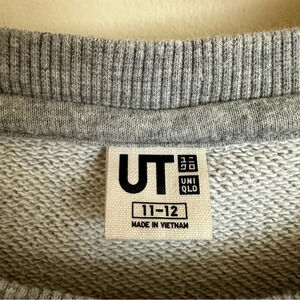 UT
ユニ
クロ
UNI
QLO
11-12
MADE IN VIETNAM